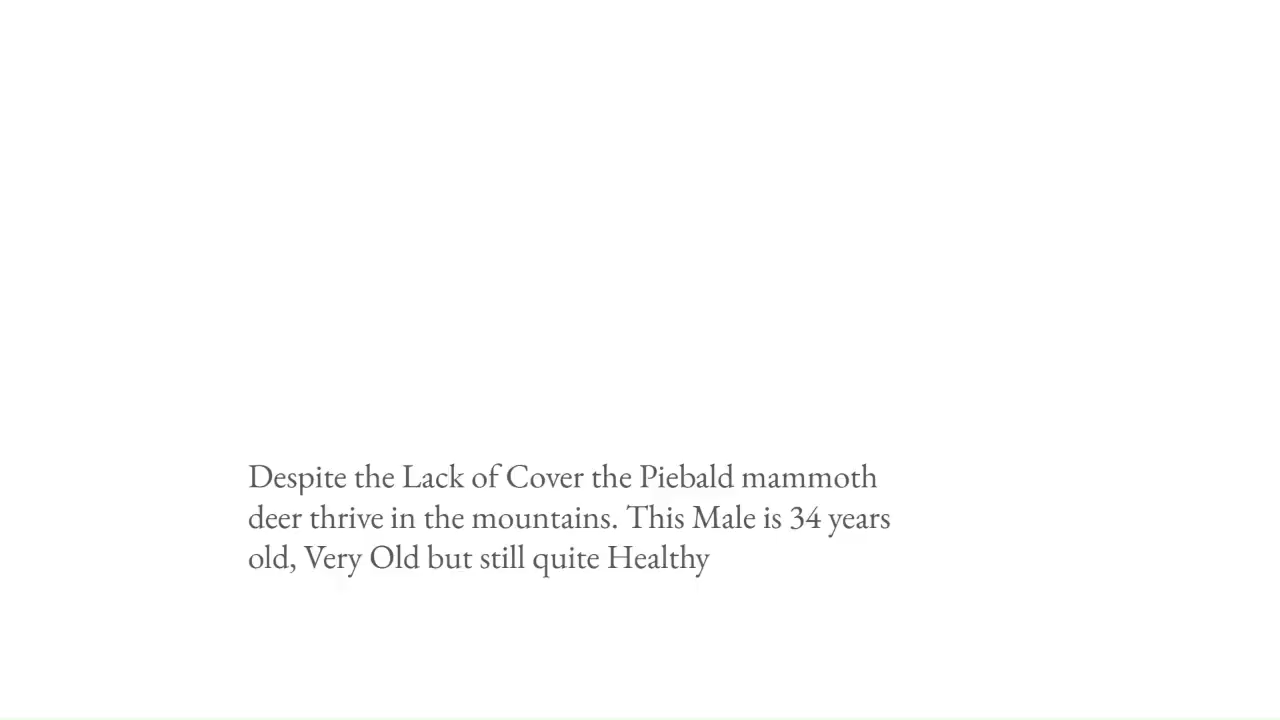 Despite the Lack of Cover the Piebald mammoth
deer thrive in the mountains. This Male is 34 years
old, Very Old but still quite Healthy